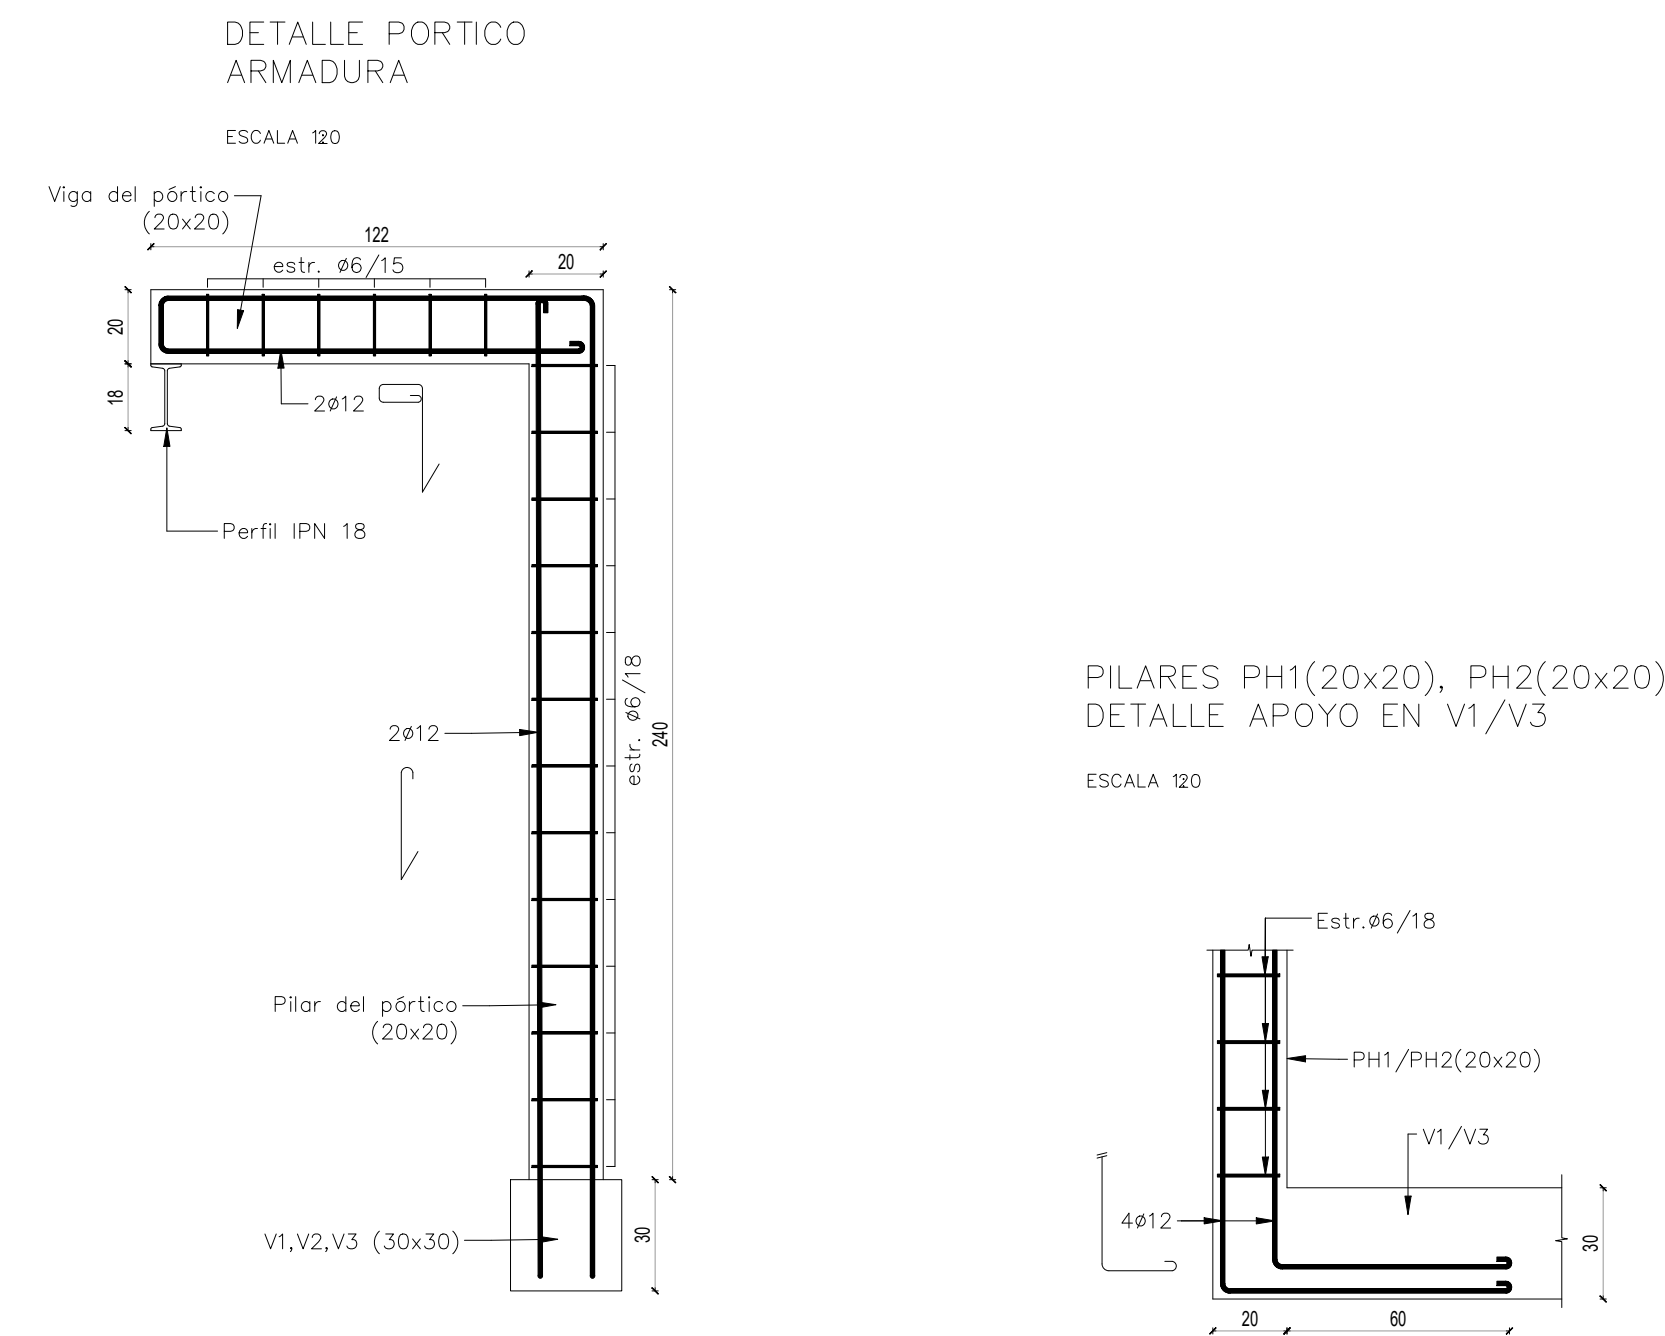 DETALLE PORTICO
ARMADURA
ESCALA 1:20
Viga del pórtico
(20x20)
122
estr. ø6/15
20
20
18
2ø12
Perfil IPN 18
estr. ø6/18
240
2ø12
Pilar del pórtico
(20x20)
V1,V2,V3 (30x30)
30
PILARES PH1(20x20), PH2(20x20)
DETALLE APOYO EN V1/V3
ESCALA 1:20
Estr.ø6/18
PH1/PH2(20x20)
V1/V3
4ø12
30
20
60